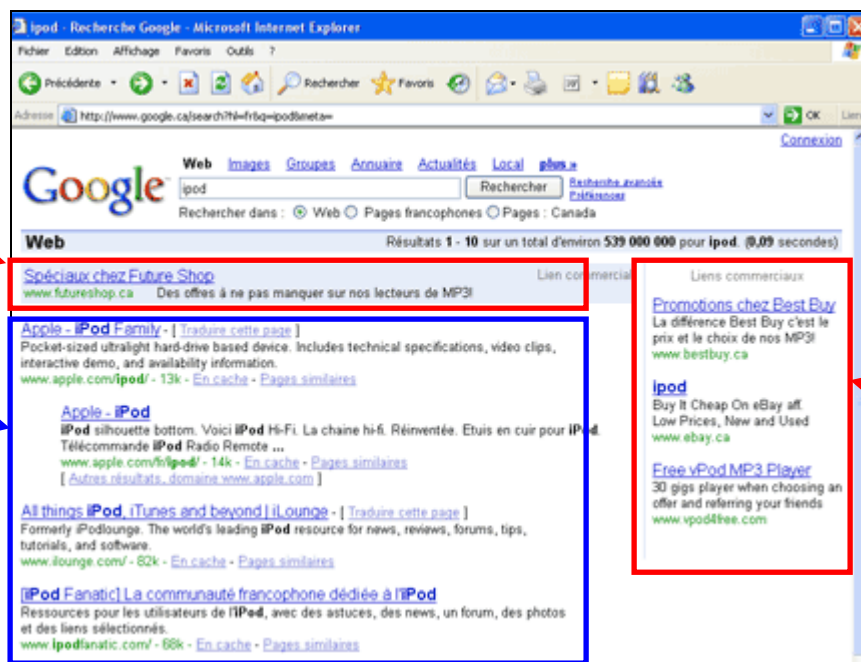 ipod - Recherche Google - Microsoft Internet Explorer
Fichier Edition Affichage Favoris Outils ?
Précédente Rechercher Favoris
Adresse http://www.google.ca/search?hl=fr&q=ipod&meta= OK Liens
Connexion
Google
Web Images Groupes Annuaire Actualités Local plus »
ipod Rechercher Recherche avancée
Préférences
Rechercher dans : Web Pages francophones Pages : Canada
Web Résultats 1 - 10 sur un total d'environ 539 000 000 pour ipod. (0,09 secondes)
Spéciaux chez Future Shop Lien commercial
www.futureshop.ca Des offres à ne pas manquer sur nos lecteurs de MP3!
Apple - iPod Family - [ Traduire cette page ]
Pocket-sized ultralight hard-drive based device. Includes technical specifications, video clips,
interactive demo, and availability information.
www.apple.com/ipod/ - 13k - En cache - Pages similaires
Apple - iPod
iPod silhouette bottom. Voici iPod Hi-Fi. La chaine hi-fi. Réinventée. Etuis en cuir pour iPod.
Télécommande iPod Radio Remote ...
www.apple.com/fr/ipod/ - 14k - En cache - Pages similaires
[ Autres résultats, domaine www.apple.com ]
All things iPod, iTunes and beyond | iLounge - [ Traduire cette page ]
Formerly iPodlounge. The world's leading iPod resource for news, reviews, forums, tips,
tutorials, and software.
www.ilounge.com/ - 82k - En cache - Pages similaires
[iPod Fanatic] La communauté francophone dédiée à l'iPod
Ressources pour les utilisateurs de l'iPod, avec des astuces, des news, un forum, des photos
et des liens sélectionnés.
www.ipodfanatic.com/ - 68k - En cache - Pages similaires
Liens commerciaux
Promotions chez Best Buy
La différence Best Buy c'est le
prix et le choix de nos MP3!
www.bestbuy.ca
ipod
Buy It Cheap On eBay aff.
Low Prices, New and Used
www.ebay.ca
Free vPod MP3 Player
30 gigs player when choosing an
offer and referring your friends
www.vpod4free.com